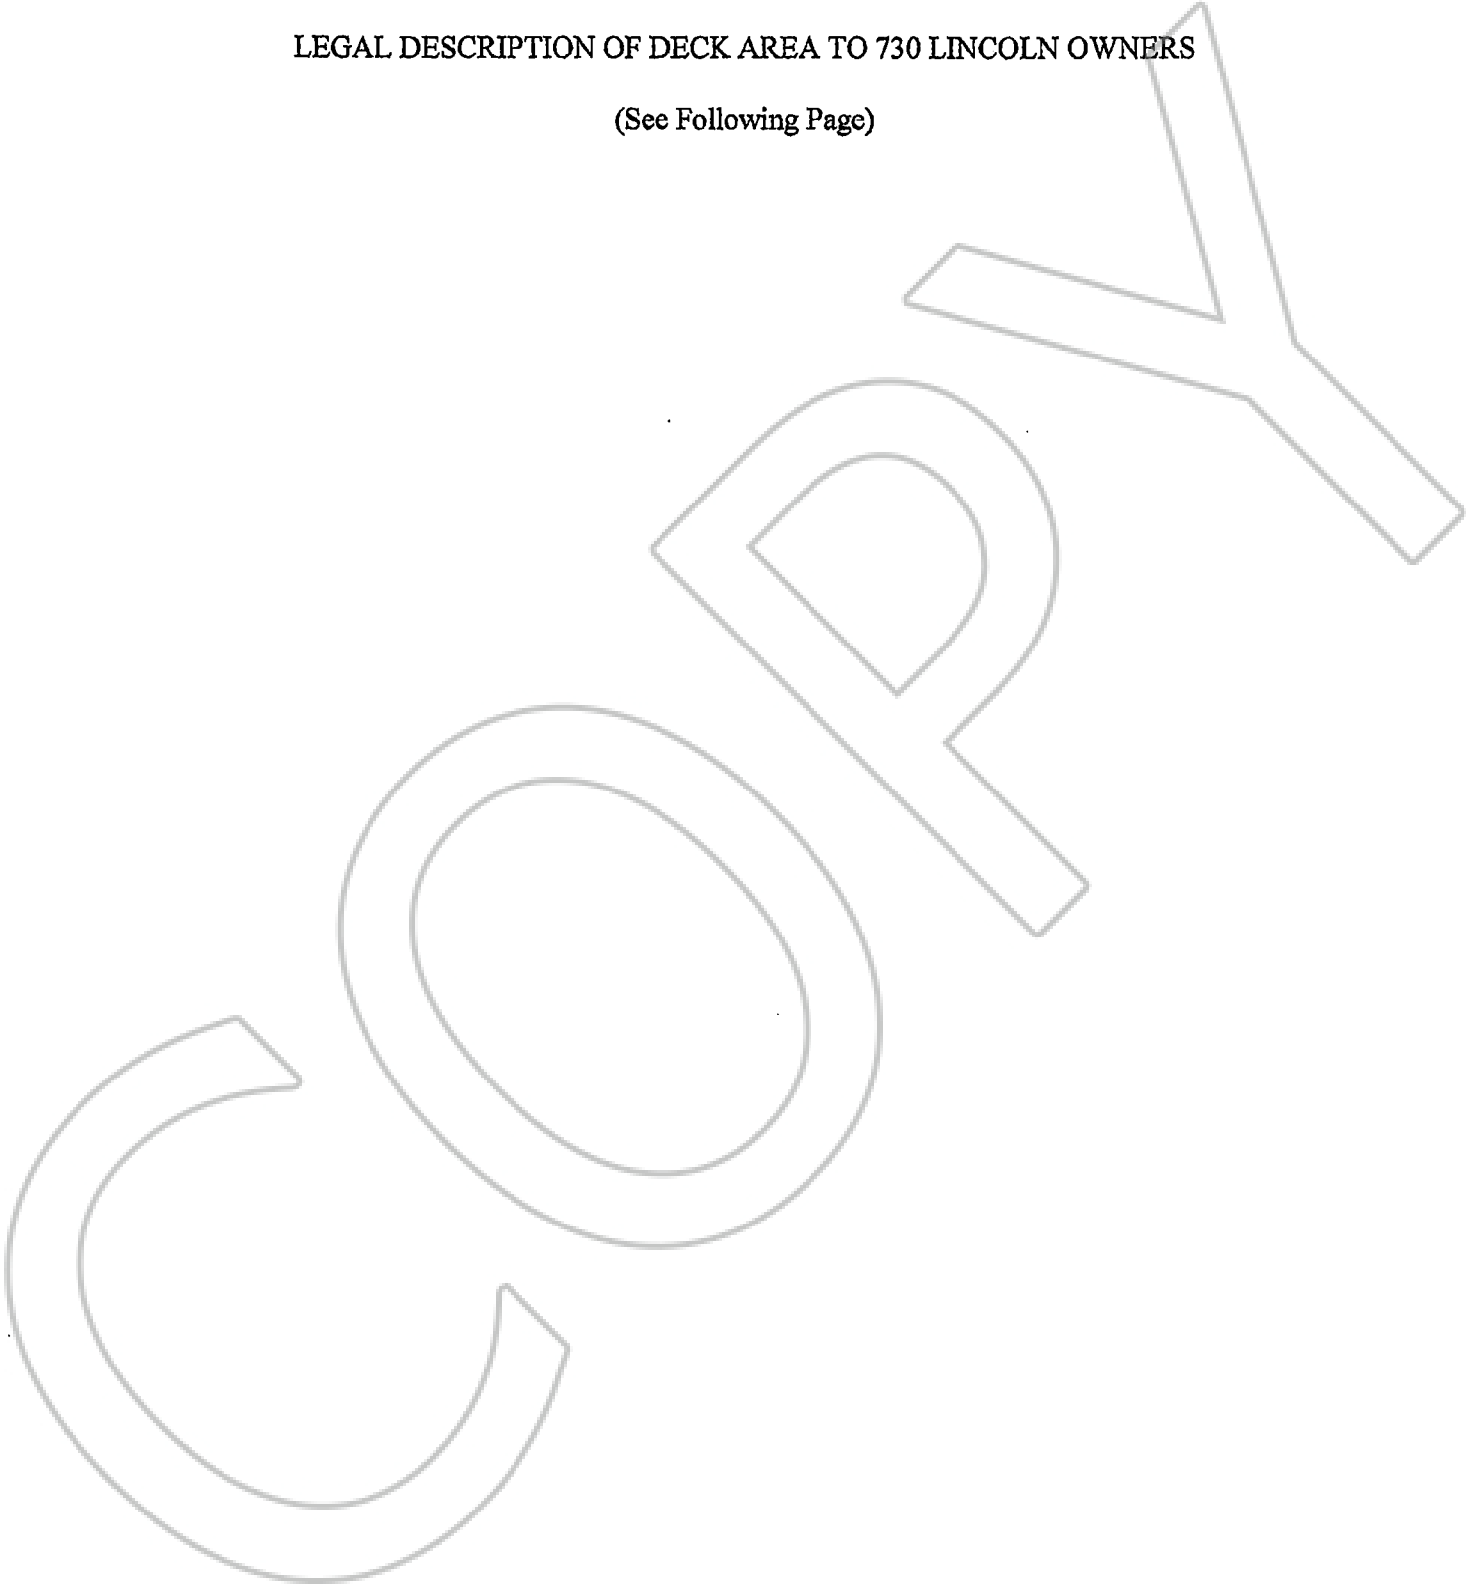 LEGAL DESCRIPTION OF DECK AREA TO 730 LINCOLN OWNERS
(See Following Page)
COPY